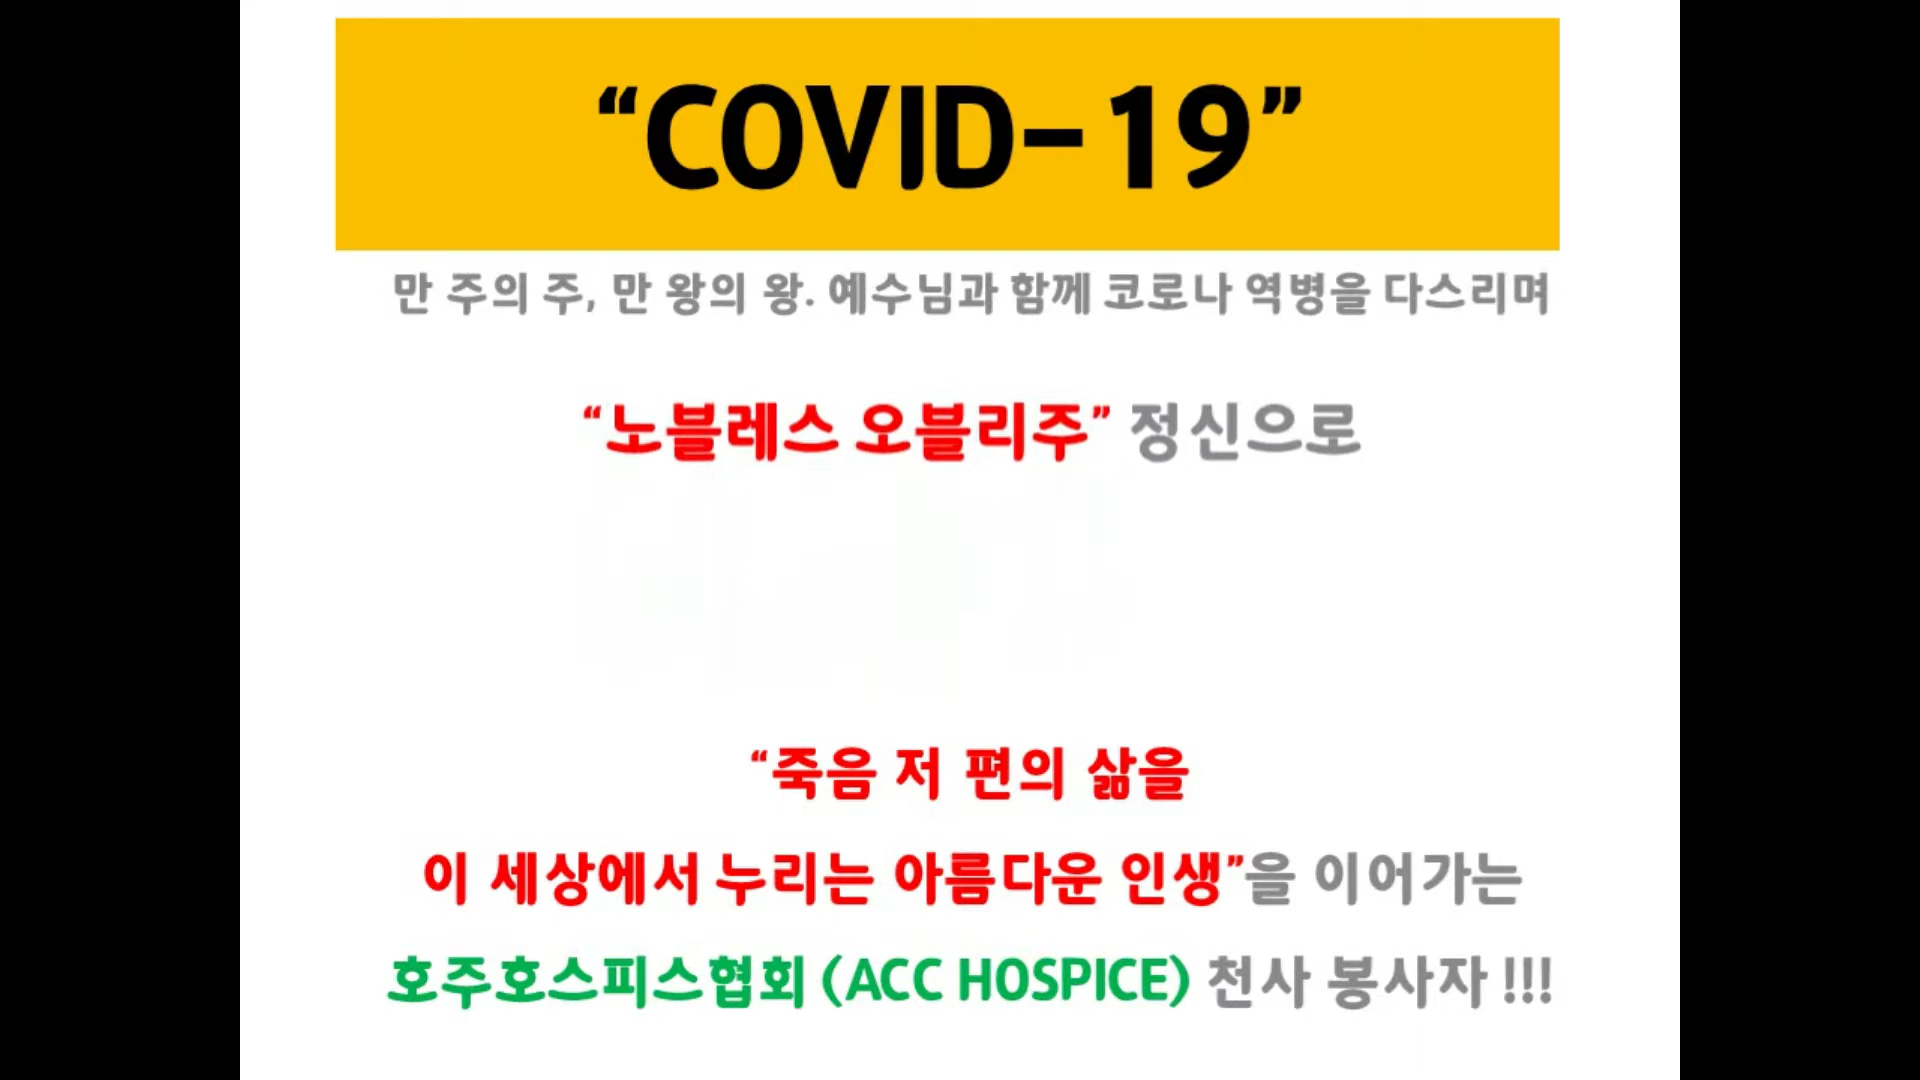 “COVID-19”
만 주의 주, 만 왕의 왕. 예수님과 함께 코로나 역병을 다스리며
“노블레스 오블리주” 정신으로
“죽음 저 편의 삶을
이 세상에서 누리는 아름다운 인생”을 이어가는
호주호스피스협회 (ACC HOSPICE) 천사 봉사자 !!!